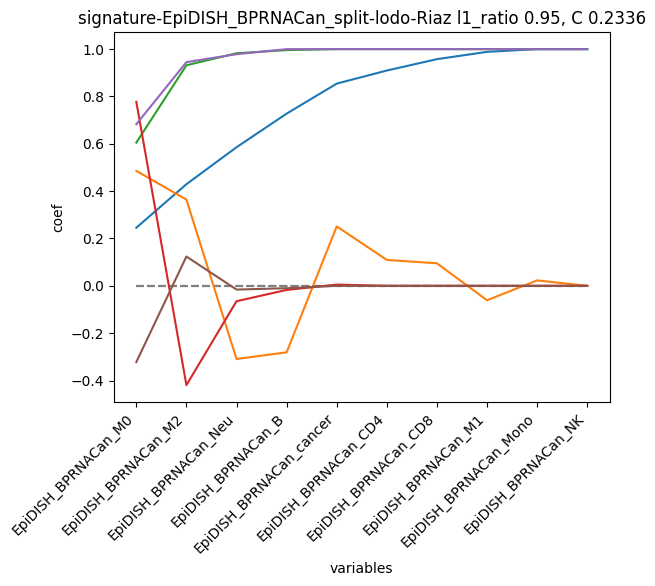 signature-EpiDISH_BPRNACan_split-lodo-Riaz l1_ratio 0.95, C 0.2336
1.0
0.8
0.6
0.4
0.2
0.0
−0.2
−0.4
coef
EpiDISH_BPRNACan_M0
EpiDISH_BPRNACan_M2
EpiDISH_BPRNACan_Neu
EpiDISH_BPRNACan_B
EpiDISH_BPRNACan_cancer
EpiDISH_BPRNACan_CD4
EpiDISH_BPRNACan_CD8
EpiDISH_BPRNACan_M1
EpiDISH_BPRNACan_Mono
EpiDISH_BPRNACan_NK
variables